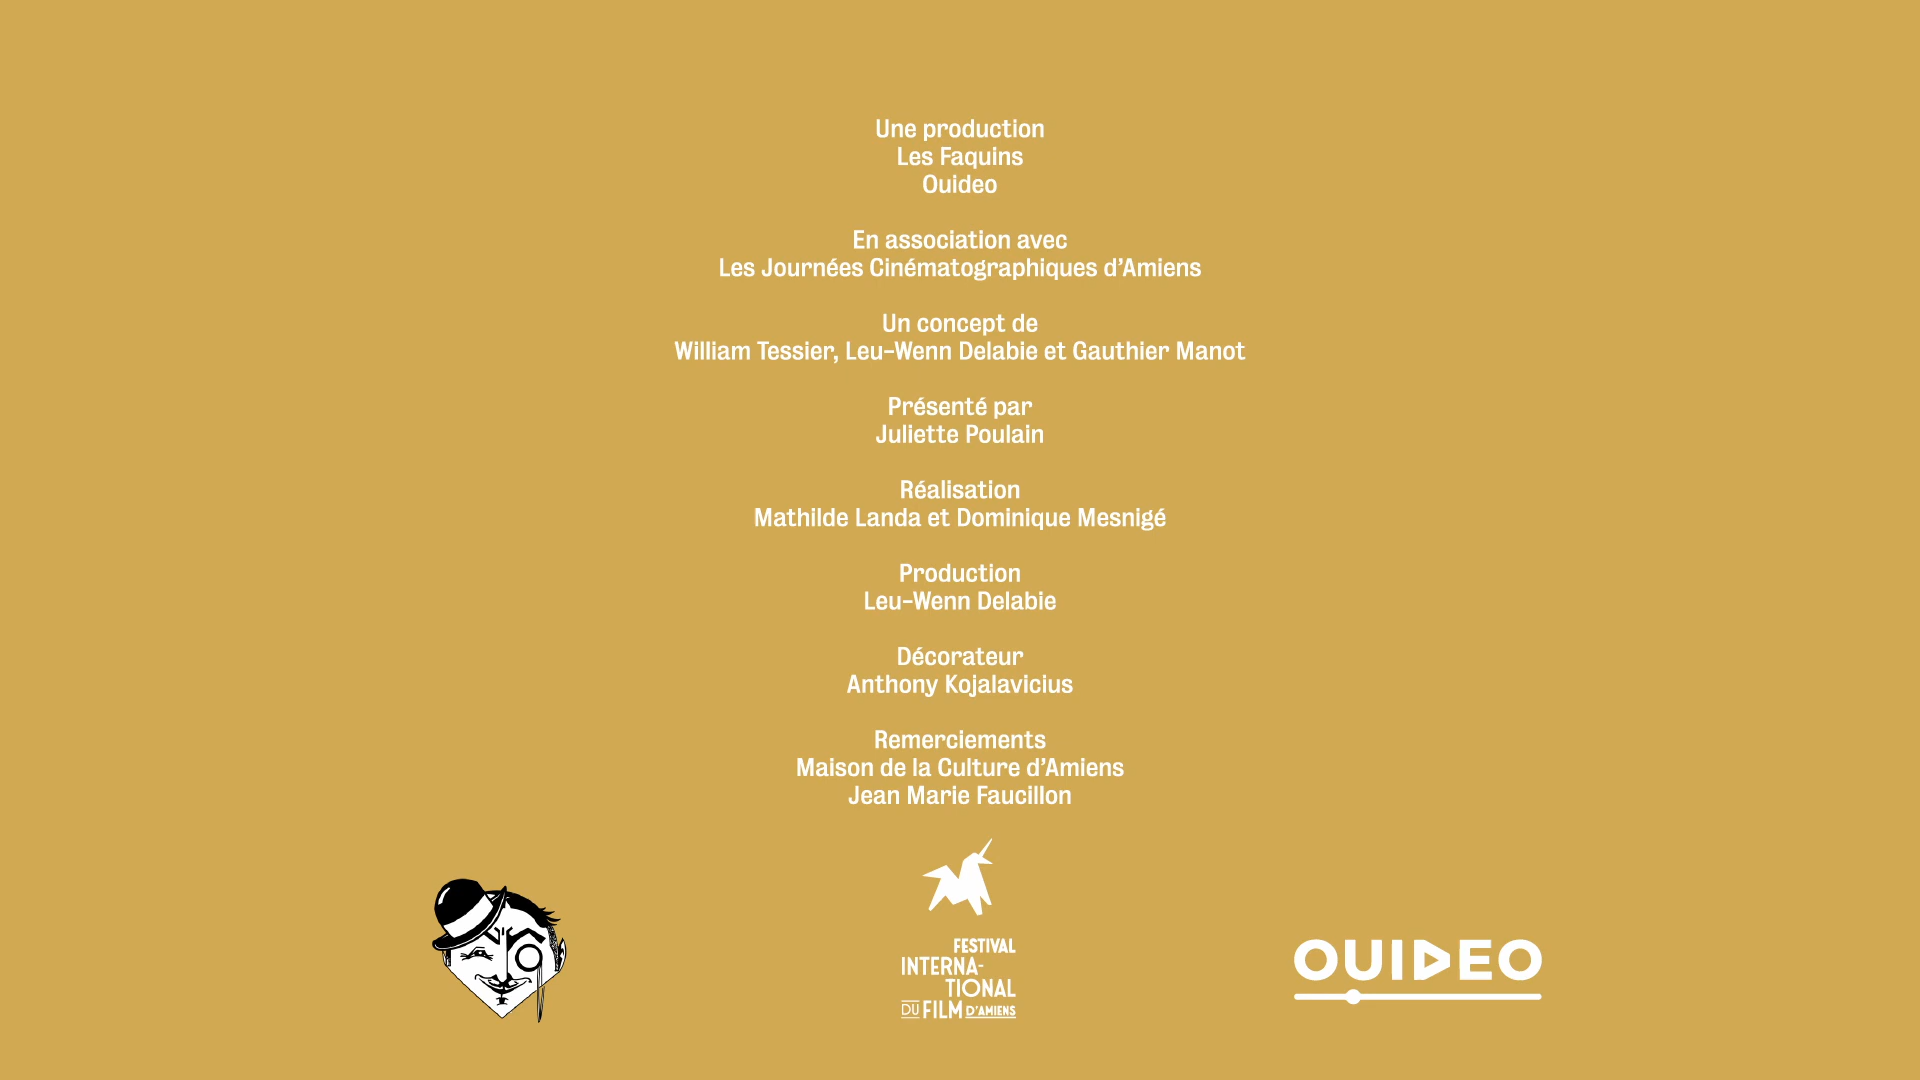 Une production
Les Faquins
Ouideo
En association avec
Les Journées Cinématographiques d’Amiens
Un concept de
William Tessier, Leu-Wenn Delabie et Gauthier Manot
Présenté par
Juliette Poulain
Réalisation
Mathilde Landa et Dominique Mesnigé
Production
Leu-Wenn Delabie
Décorateur
Anthony Kojalavicius
Remerciements
Maison de la Culture d’Amiens
Jean Marie Faucillon
FESTIVAL
INTERNA-
TIONAL
DU FILM D'AMIENS
OUIDEO